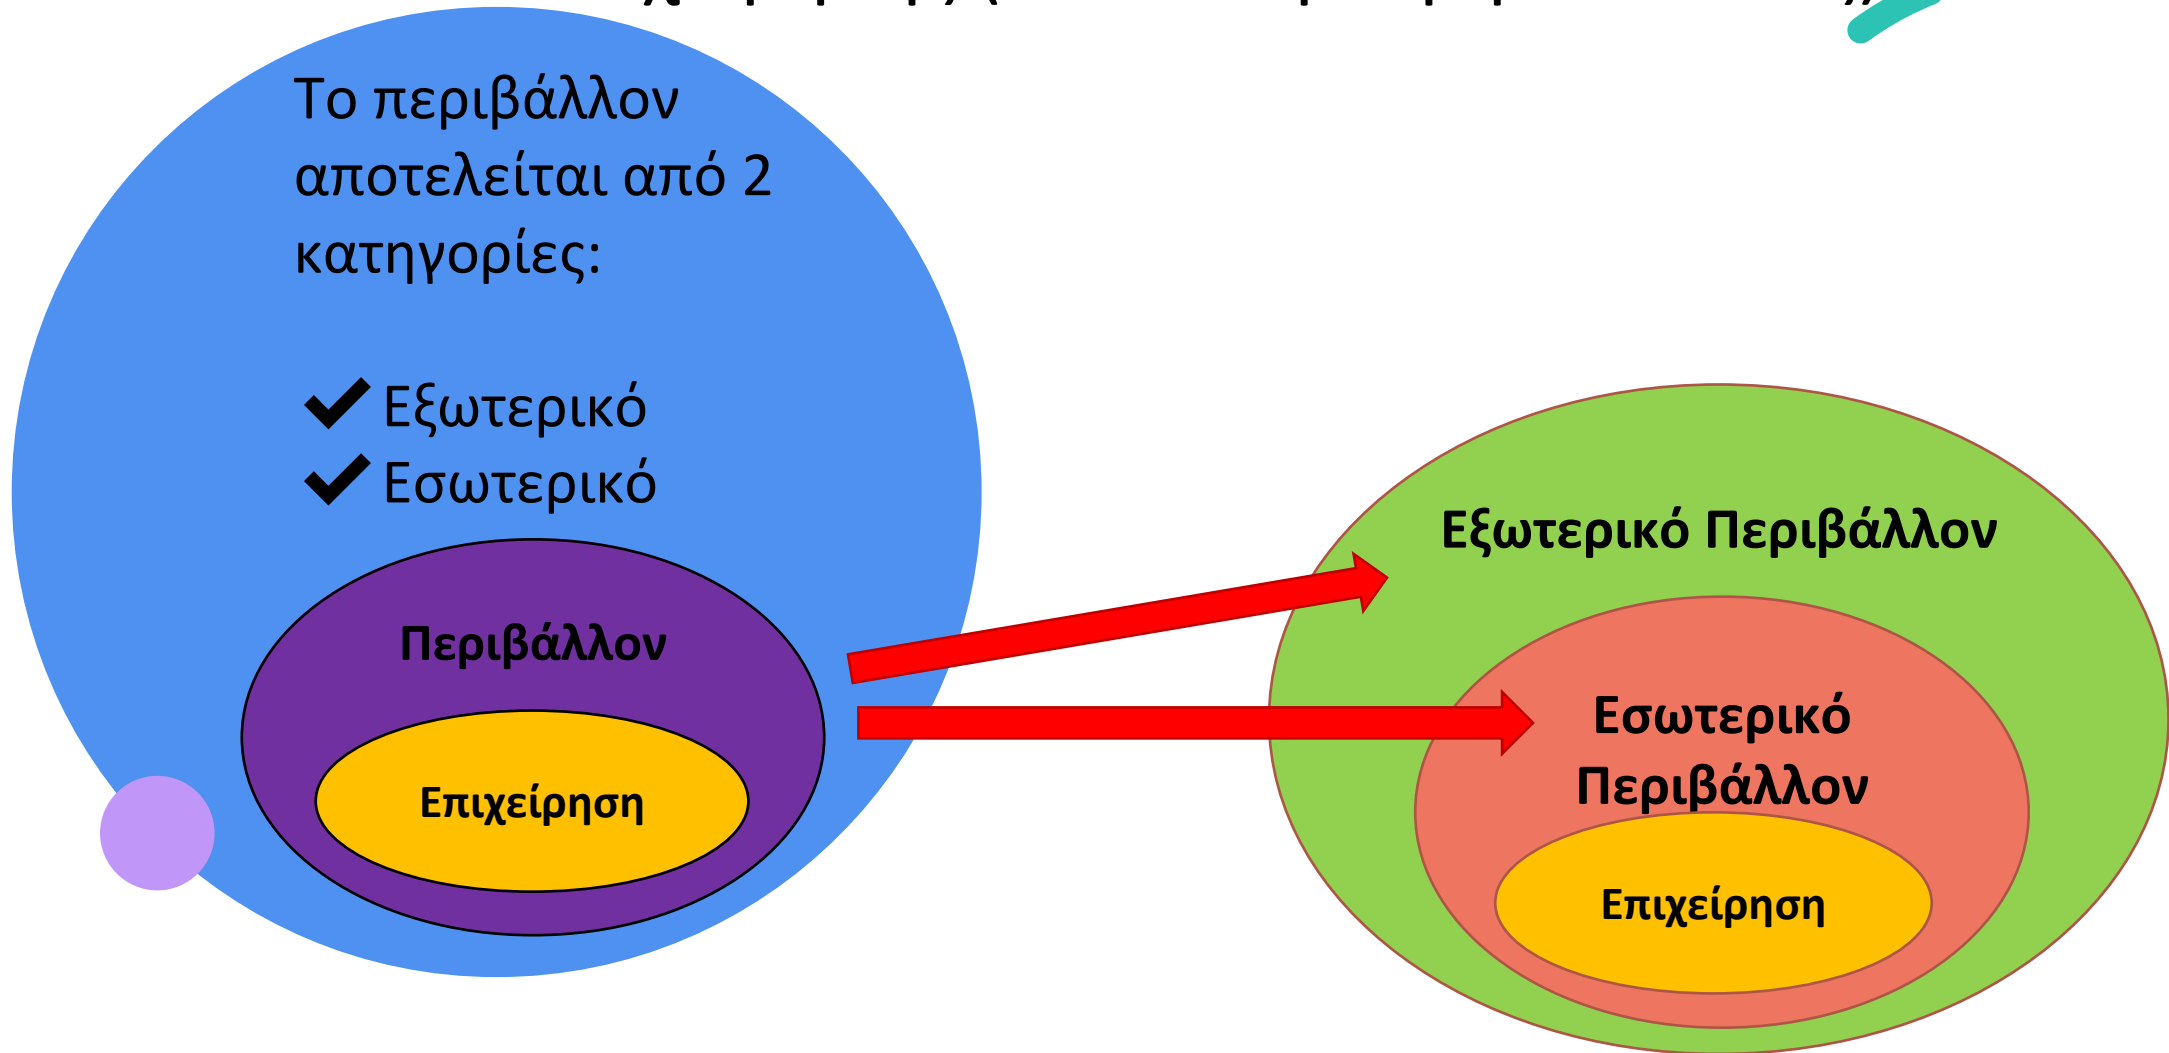 Το περιβάλλον
αποτελείται από 2
κατηγορίες:
Εξωτερικό
Εσωτερικό
Περιβάλλον
Επιχείρηση
Εξωτερικό Περιβάλλον
Εσωτερικό
Περιβάλλον
Επιχείρηση